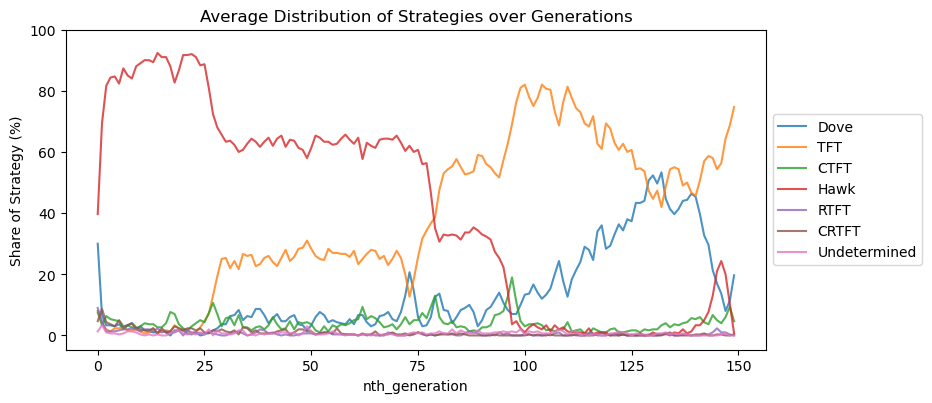 Average Distribution of Strategies over Generations
Share of Strategy (%)
100
80
60
40
20
0
0 25 50 75 100 125 150
nth_generation
Dove
TFT
CTFT
Hawk
RTFT
CRTFT
Undetermined